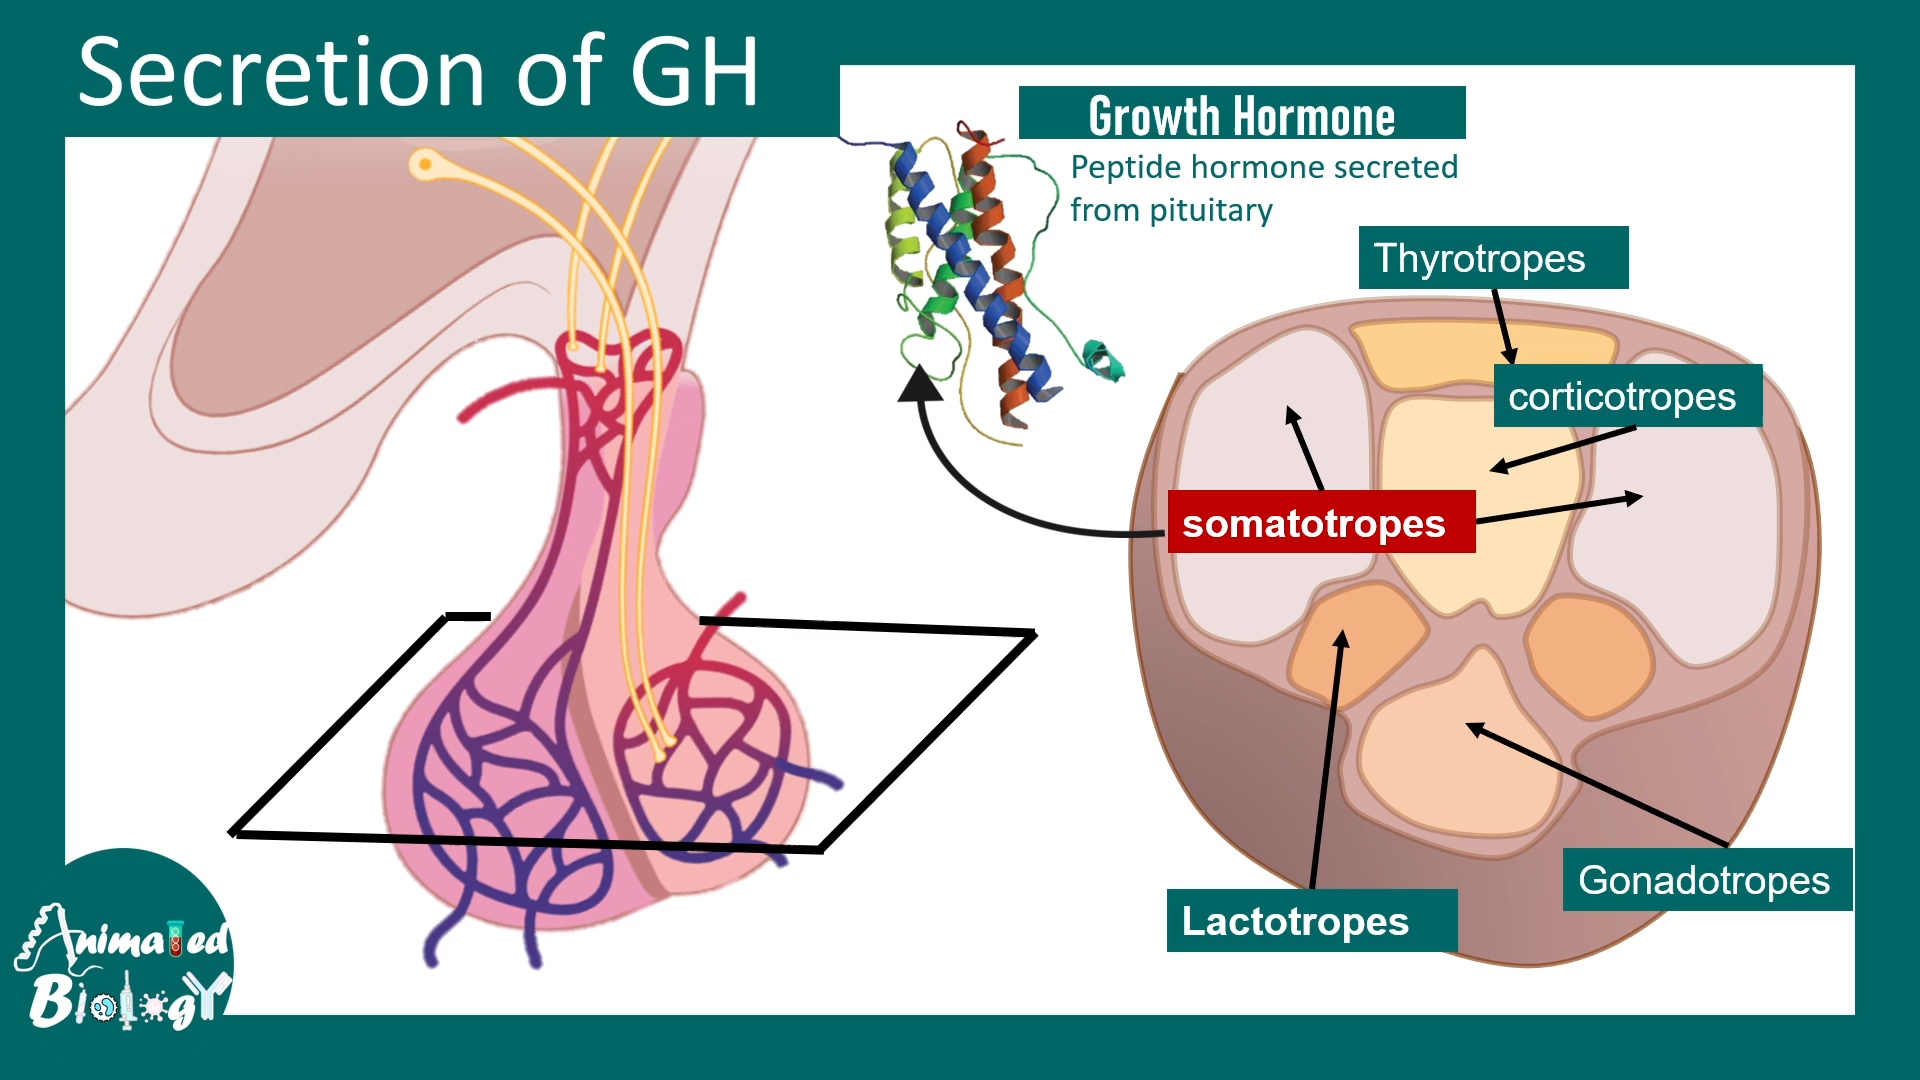 Secretion of GH
Growth Hormone
Peptide hormone secreted
from pituitary
Thyrotropes
corticotropes
somatotropes
Gonadotropes
Lactotropes
Animated
Biology